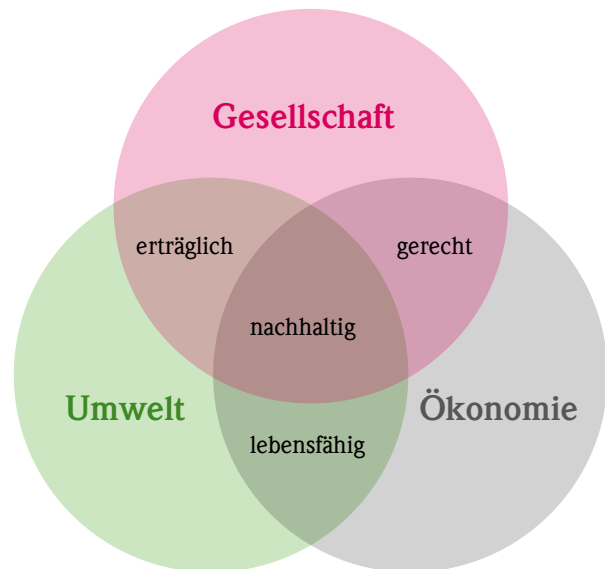 Gesellschaft
erträglich
gerecht
nachhaltig
Umwelt
Ökonomie
lebensfähig